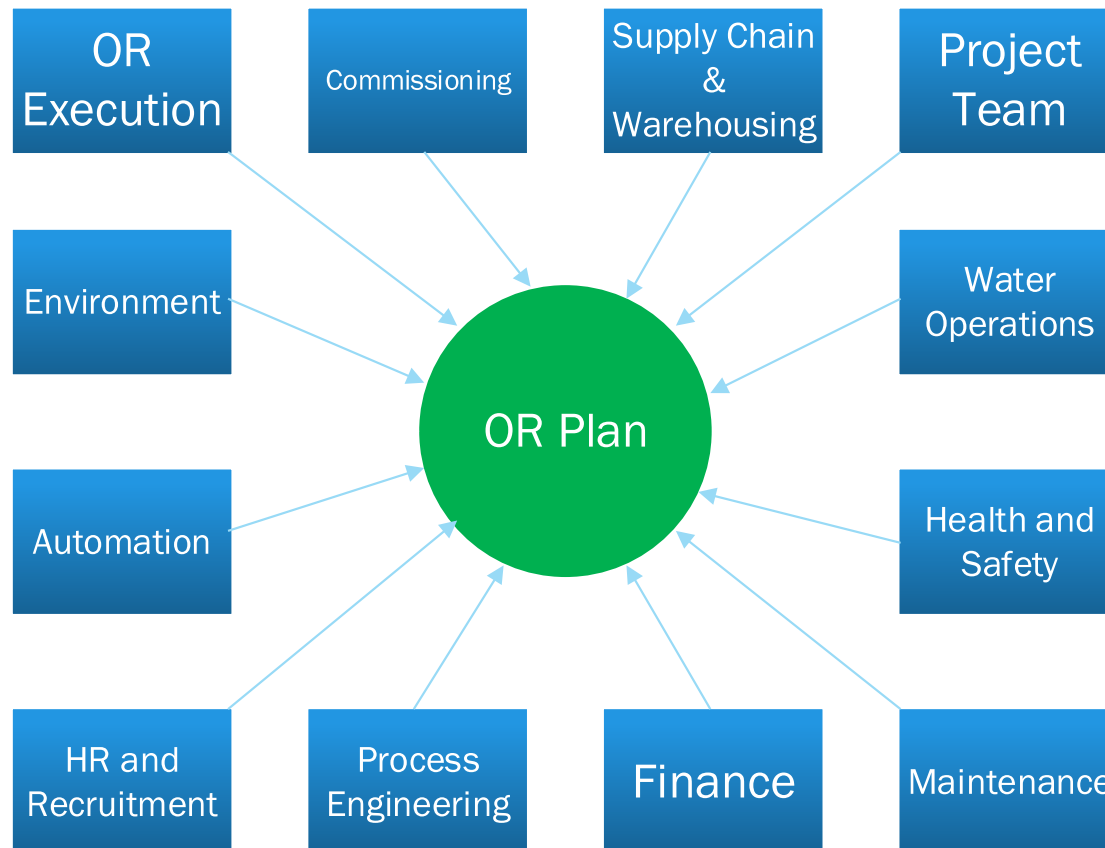 OR
Execution
Commissioning
Supply Chain
&
Warehousing
Project
Team
Environment
Water
Operations
OR Plan
Automation
Health and
Safety
HR and
Recruitment
Process
Engineering
Finance
Maintenance